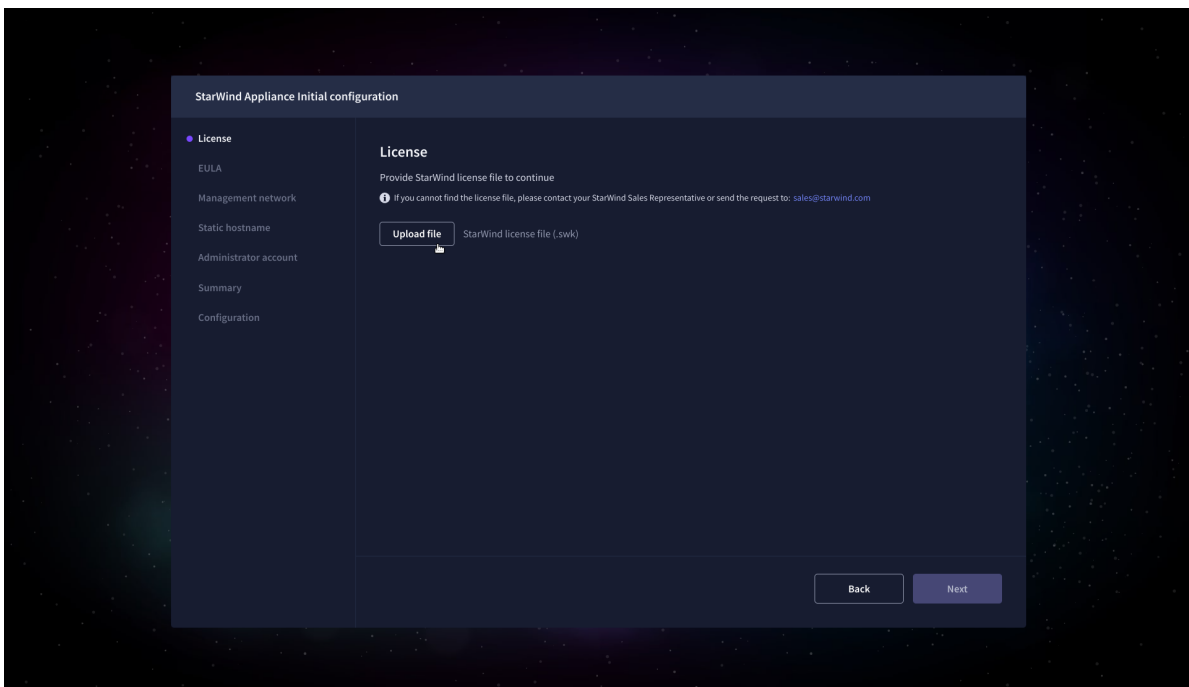 StarWind Appliance Initial configuration
License
EULA
Management network
Static hostname
Administrator account
Summary
Configuration
License
Provide StarWind license file to continue
If you cannot find the license file, please contact your StarWind Sales Representative or send the request to: sales@starwind.com
Upload file StarWind license file (.swk)
Back Next